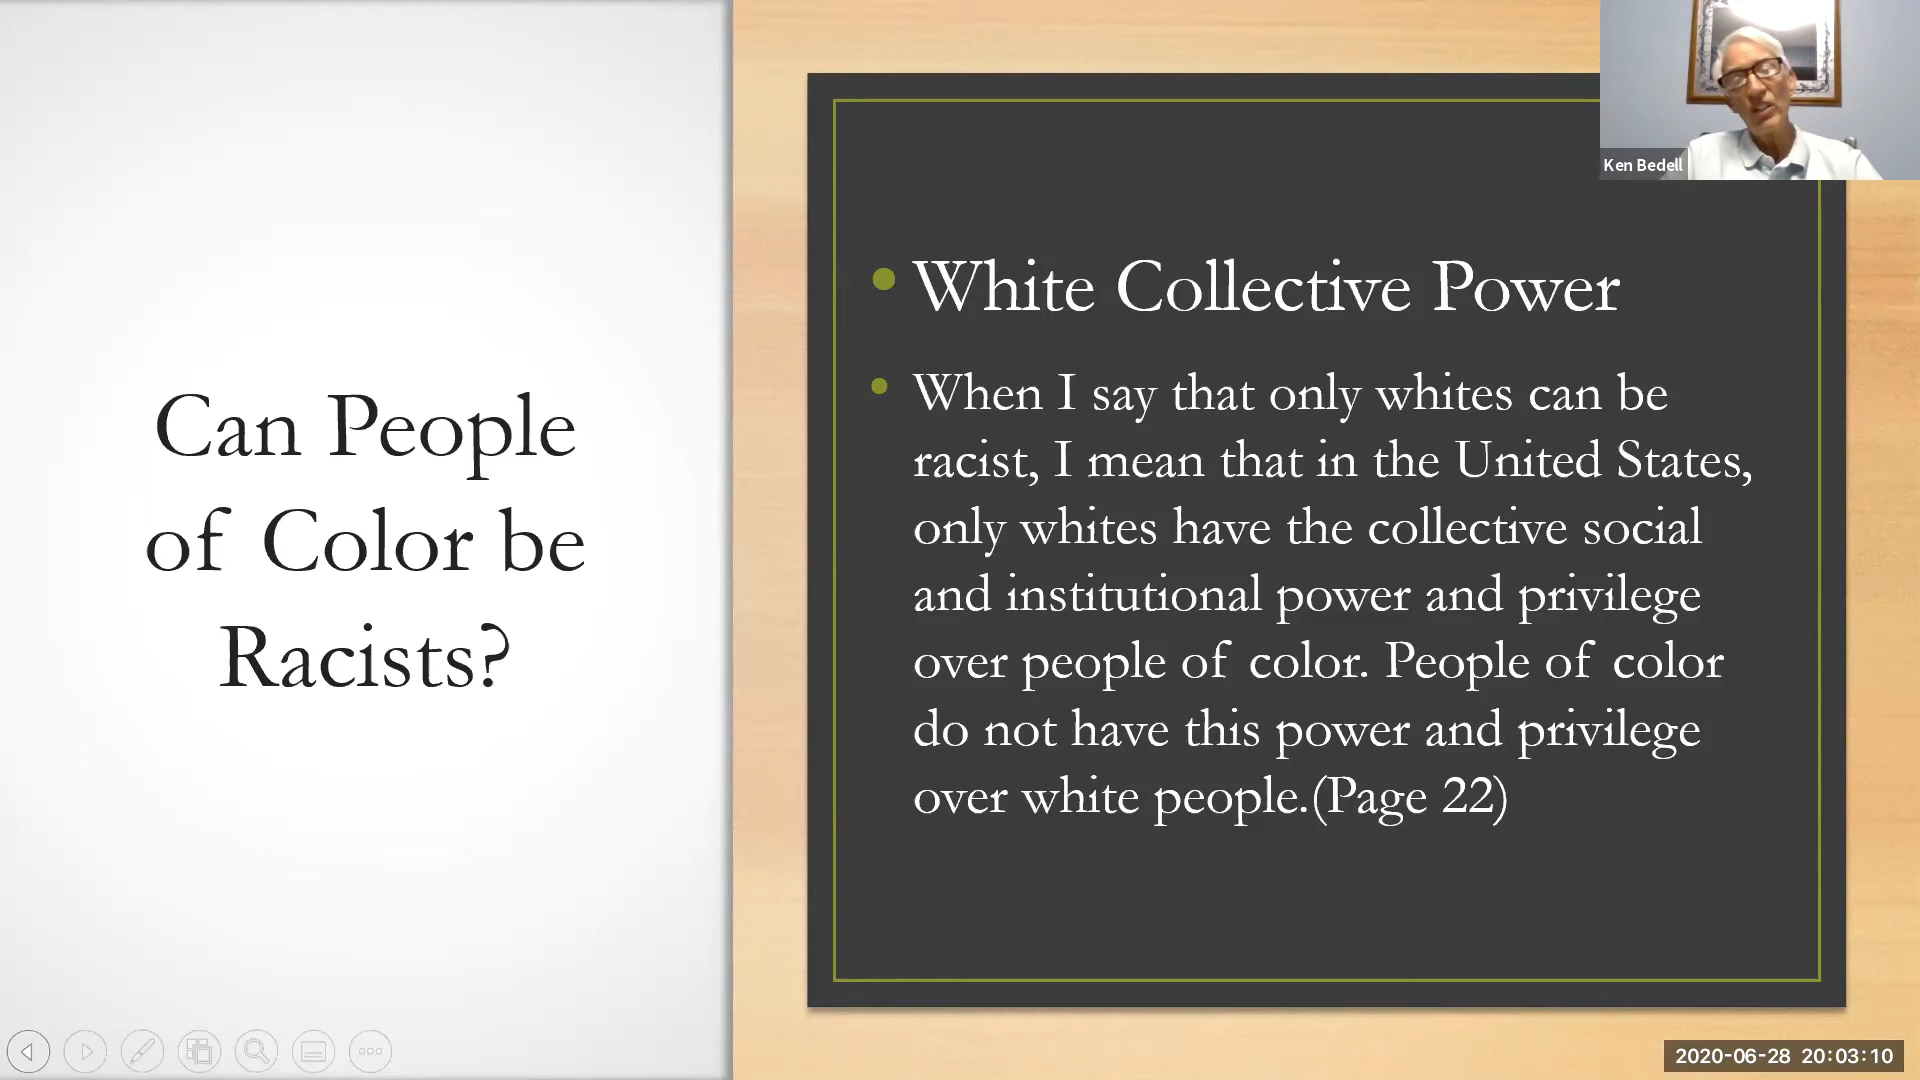 Can People
of Color be
Racists?
Ken Bedell
• White Collective Power
• When I say that only whites can be
racist, I mean that in the United States,
only whites have the collective social
and institutional power and privilege
over people of color. People of color
do not have this power and privilege
over white people.(Page 22)
2020-06-28 20:03:10